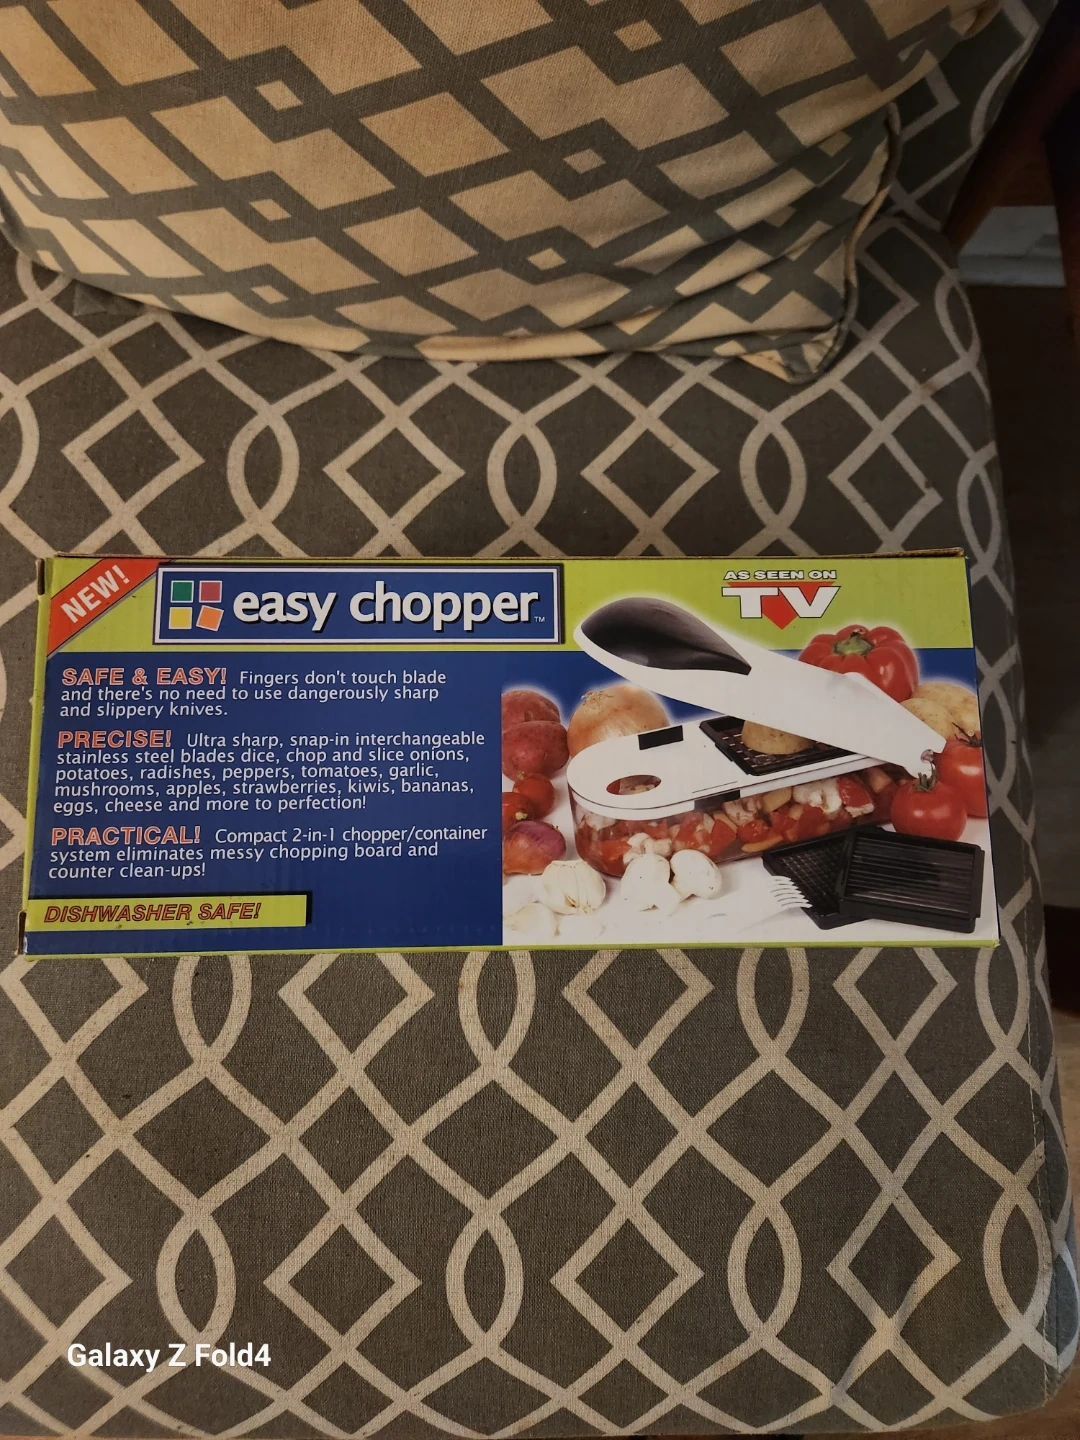 NEW!
easy chopper™
AS SEEN ON
TV
SAFE & EASY! Fingers don't touch blade
and there's no need to use dangerously sharp
and slippery knives.
PRECISE! Ultra sharp, snap-in interchangeable
stainless steel blades dice, chop and slice onions,
potatoes, radishes, peppers, tomatoes, garlic,
mushrooms, apples, strawberries, kiwis, bananas,
eggs, cheese and more to perfection!
PRACTICAL! Compact 2-in-1 chopper/container
system eliminates messy chopping board and
counter clean-ups!
DISHWASHER SAFE!
Galaxy Z Fold4